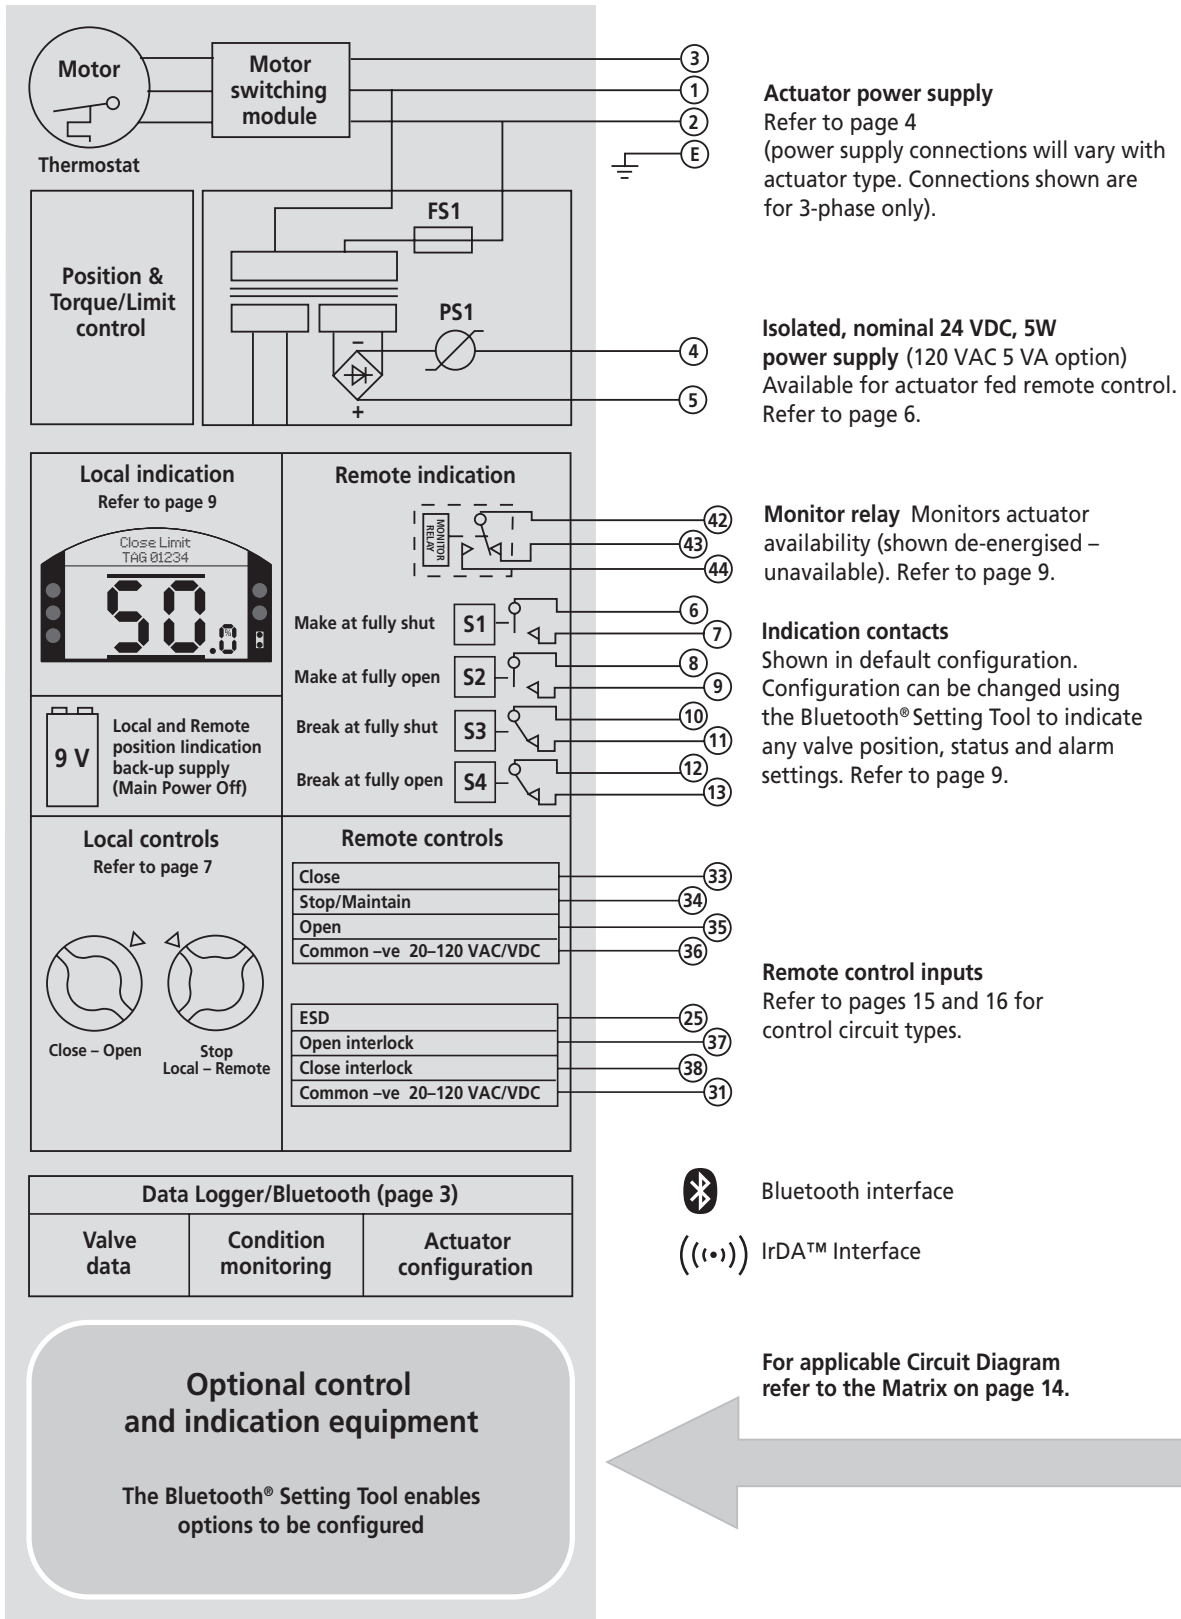 Motor
Thermostat
Motor
switching
module
3
1
2
E
Actuator power supply
Refer to page 4
(power supply connections will vary with
actuator type. Connections shown are
for 3-phase only).
Position &
Torque/Limit
control
FS1
PS1
–
+
4
5
Isolated, nominal 24 VDC, 5W
power supply (120 VAC 5 VA option)
Available for actuator fed remote control.
Refer to page 6.
Local indication
Refer to page 9
Close Limit
TAG 01234
50.0
%
Remote indication
MONITOR
RELAY
42
43
44
Monitor relay Monitors actuator
availability (shown de-energised –
unavailable). Refer to page 9.
Make at fully shut
S1
6
7
Make at fully open
S2
8
9
Break at fully shut
S3
10
11
Break at fully open
S4
12
13
Indication contacts
Shown in default configuration.
Configuration can be changed using
the Bluetooth® Setting Tool to indicate
any valve position, status and alarm
settings. Refer to page 9.
9 V
Local and Remote
position Iindication
back-up supply
(Main Power Off)
Local controls
Refer to page 7
Close – Open
Stop
Local – Remote
Remote controls
Close
33
Stop/Maintain
34
Open
35
Common –ve 20–120 VAC/VDC
36
ESD
25
Open interlock
37
Close interlock
38
Common –ve 20–120 VAC/VDC
31
Remote control inputs
Refer to pages 15 and 16 for
control circuit types.
Data Logger/Bluetooth (page 3)
Valve
data
Condition
monitoring
Actuator
configuration
Bluetooth interface
IrDA™ Interface
Optional control
and indication equipment
The Bluetooth® Setting Tool enables
options to be configured
For applicable Circuit Diagram
refer to the Matrix on page 14.